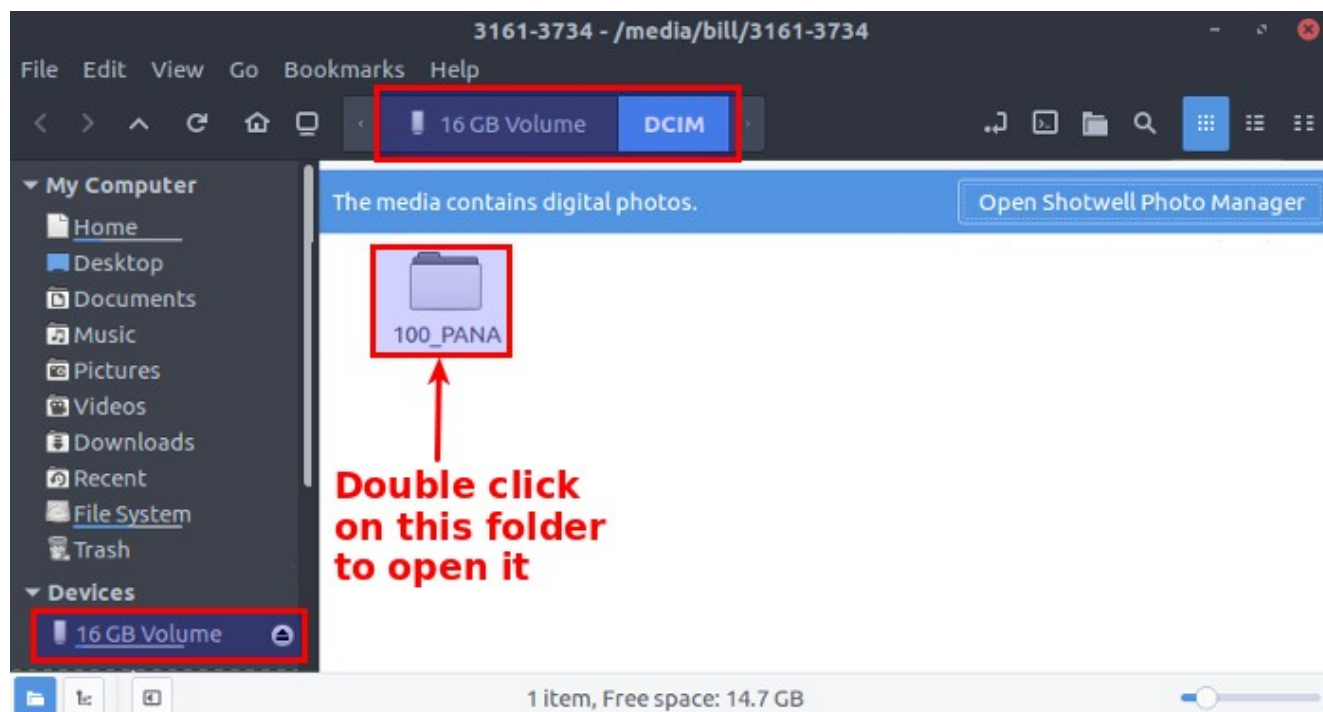 3161-3734 - /media/bill/3161-3734
File Edit View Go Bookmarks Help
16 GB Volume DCIM
My Computer
Home
Desktop
Documents
Music
Pictures
Videos
Downloads
Recent
File System
Trash
Devices
16 GB Volume
The media contains digital photos. Open Shotwell Photo Manager
100_PANA
Double click
on this folder
to open it
1 item, Free space: 14.7 GB